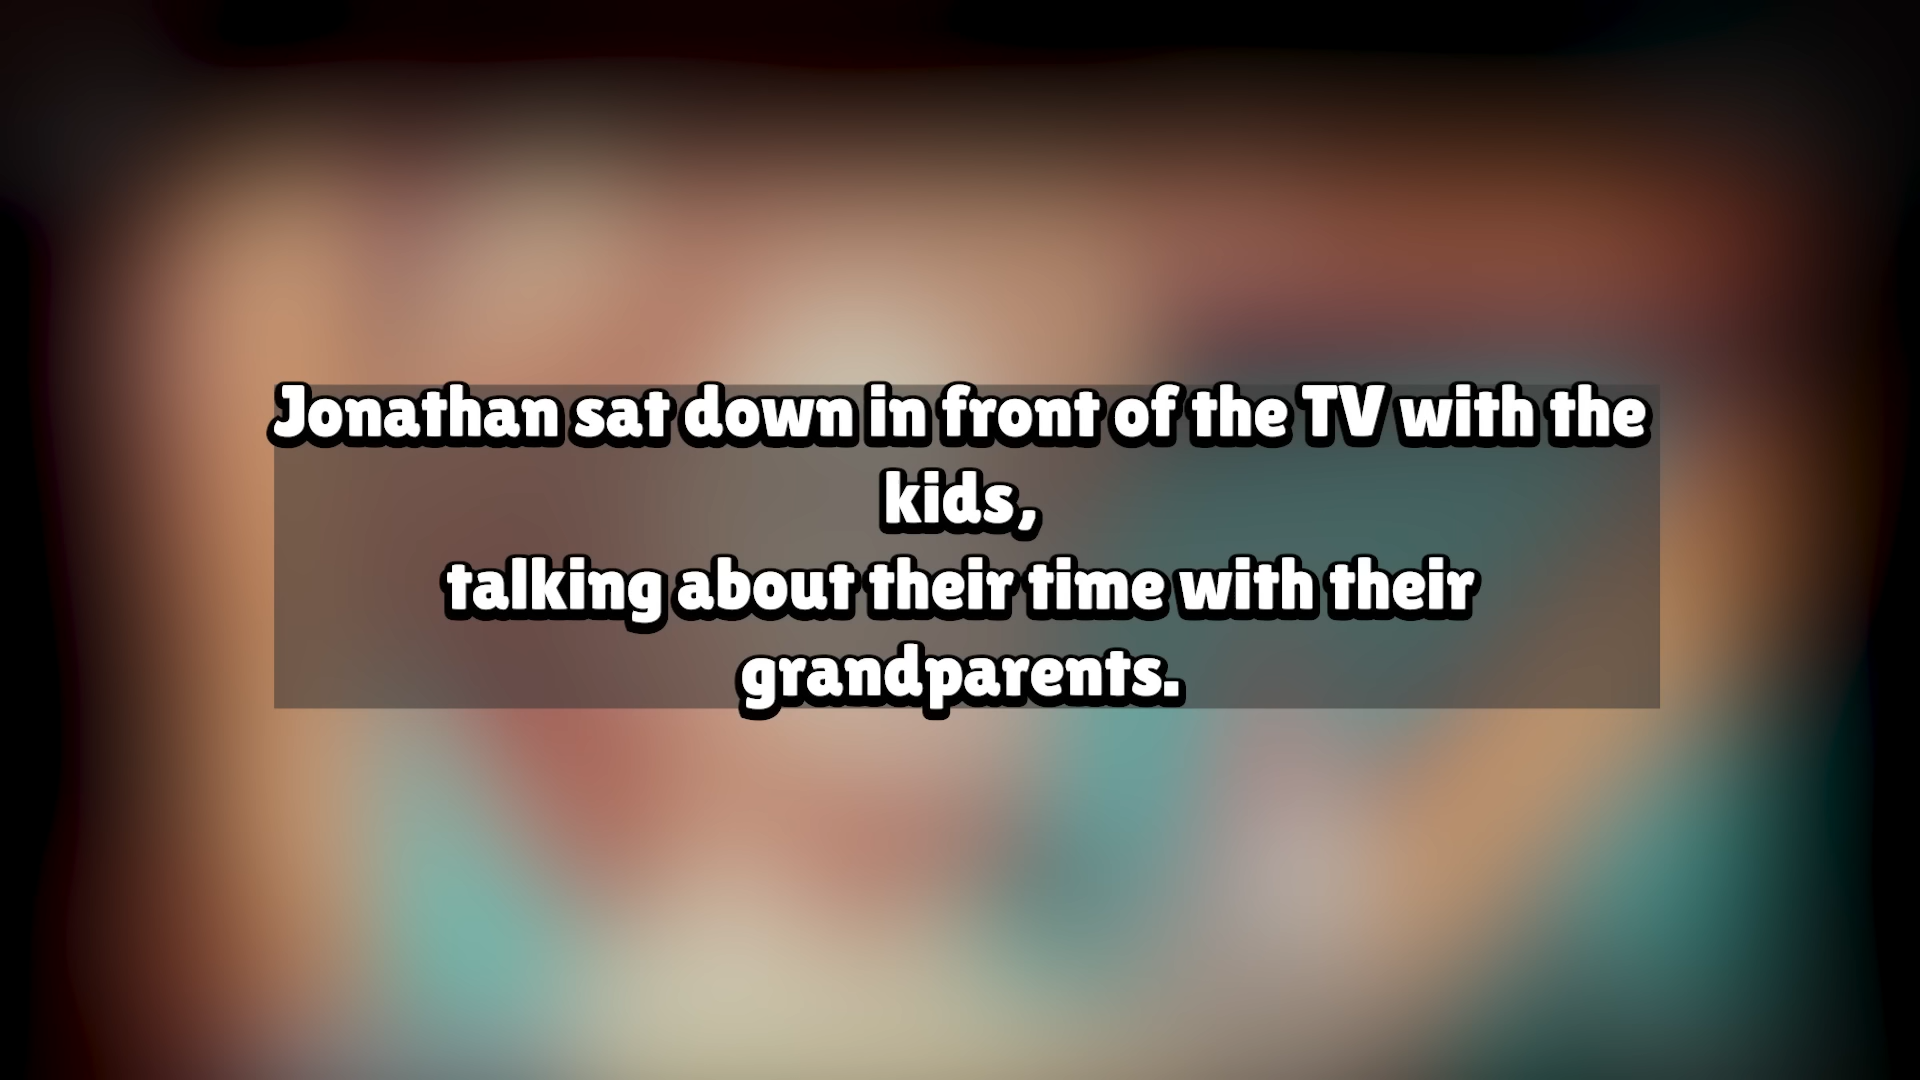 Jonathan sat down in front of the TV with the
kids,
talking about their time with their
grandparents.